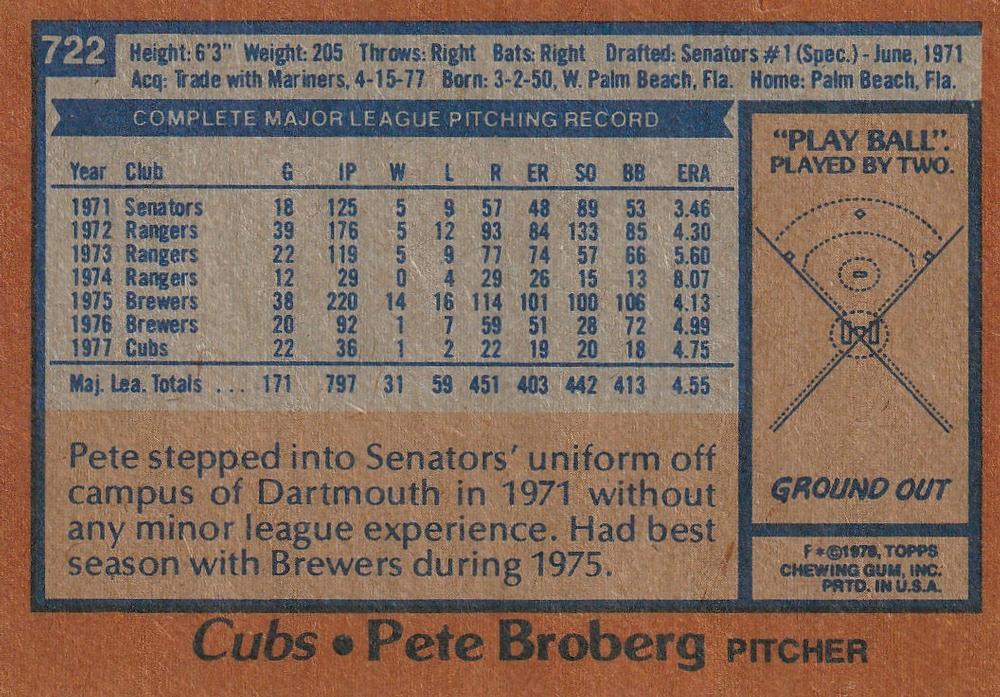 722
Height: 6'3" Weight: 205 Throws: Right Bats: Right Drafted: Senators #1 (Spec.) - June, 1971
Acq: Trade with Mariners, 4-15-77 Born: 3-2-50, W. Palm Beach, Fla. Home: Palm Beach, Fla.
COMPLETE MAJOR LEAGUE PITCHING RECORD
Year Club G IP W L R ER SO BB ERA
1971 Senators 18 125 5 9 57 48 89 53 3.46
1972 Rangers 39 176 5 12 93 84 133 85 4.30
1973 Rangers 22 119 5 9 77 74 57 66 5.60
1974 Rangers 12 29 0 4 29 26 15 13 8.07
1975 Brewers 38 220 14 16 114 101 100 106 4.13
1976 Brewers 20 92 1 7 59 51 28 72 4.99
1977 Cubs 22 36 1 2 22 19 20 18 4.75
Maj. Lea. Totals ... 171 797 31 59 451 403 442 413 4.55
Pete stepped into Senators' uniform off
campus of Dartmouth in 1971 without
any minor league experience. Had best
season with Brewers during 1975.
"PLAY BALL":
PLAYED BY TWO.
GROUND OUT
F*©1978, TOPPS
CHEWING GUM, INC.
PRTD. IN U.S.A.
Cubs • Pete Broberg PITCHER